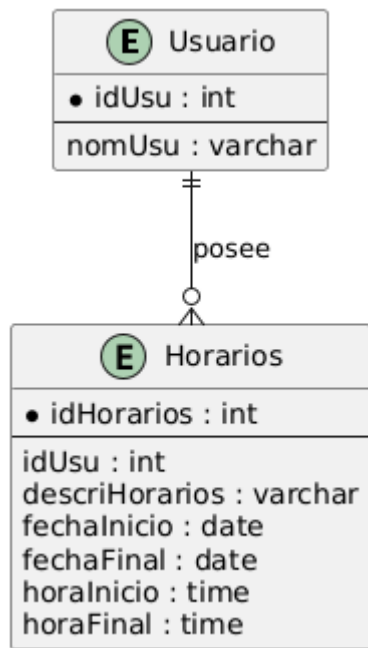 E Usuario
• idUsu : int
nomUsu : varchar
posee
E Horarios
• idHorarios : int
idUsu : int
descriHorarios : varchar
fechaInicio : date
fechaFinal : date
horaInicio : time
horaFinal : time